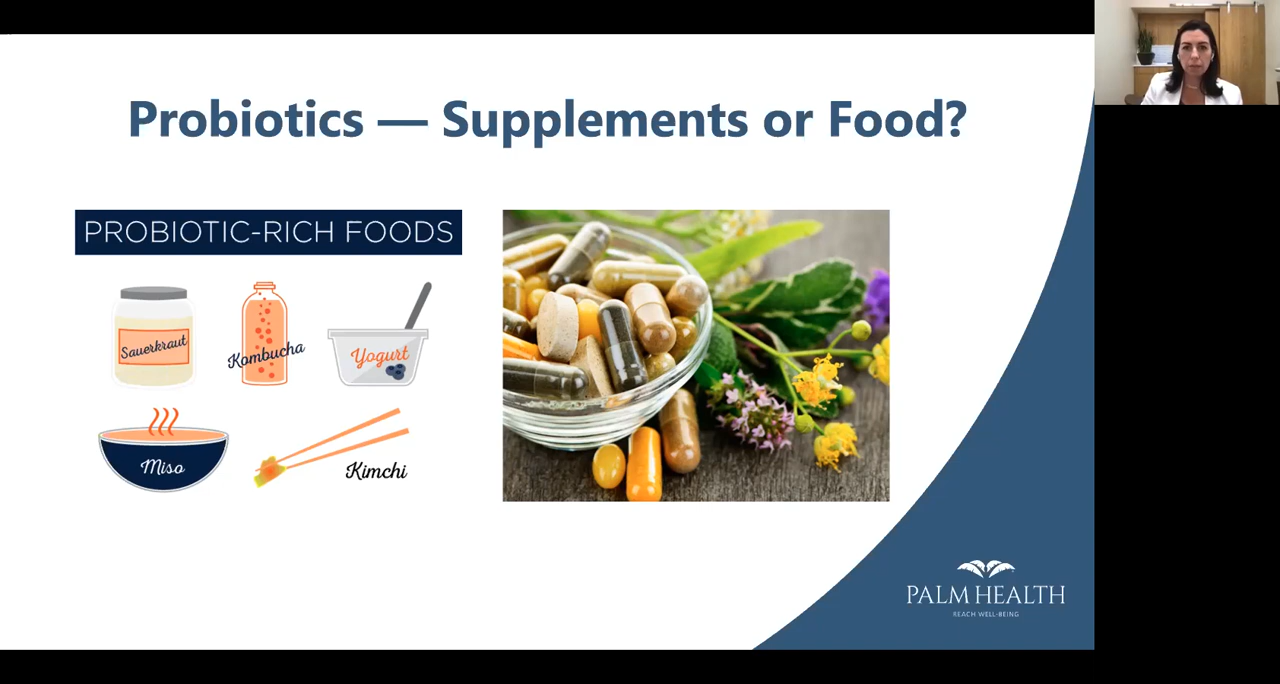 Probiotics — Supplements or Food?
PROBIOTIC-RICH FOODS
Sauerkraut
Kombucha
Yogurt
Miso
Kimchi
PALM HEALTH
REACH WELL-BEING